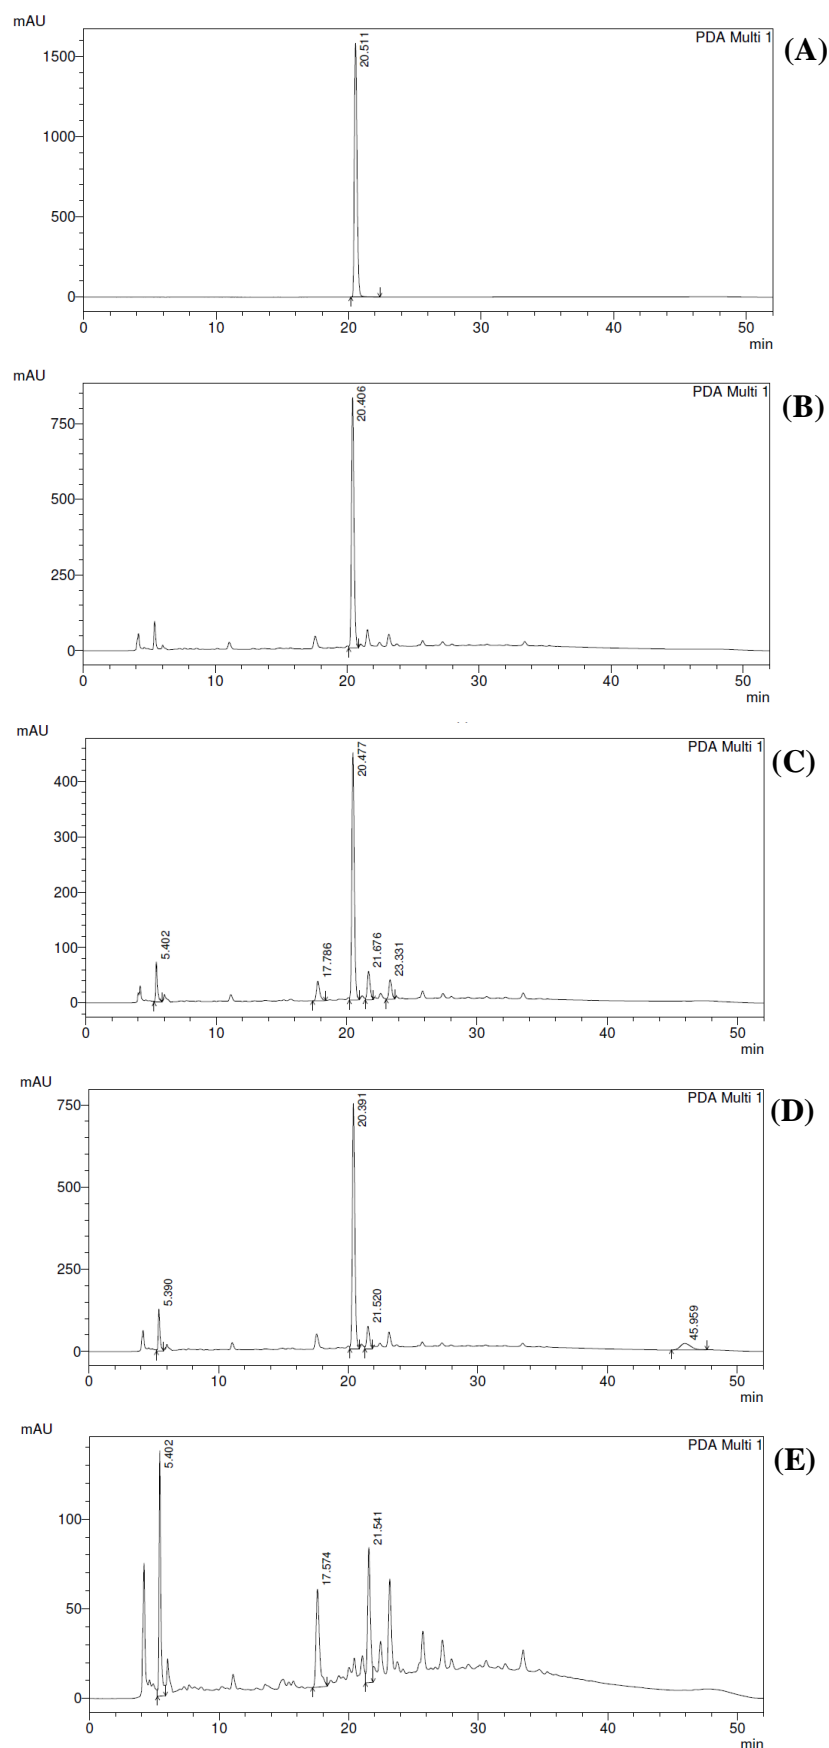 mAU
PDA Multi 1
(A)
20.511
1500
1000
500
0
0 10 20 30 40 50
min
mAU
PDA Multi 1
(B)
20.406
750
500
250
0
0 10 20 30 40 50
min
mAU
PDA Multi 1
(C)
20.477
400
300
200
5.402
17.786
21.676
23.331
100
0
0 10 20 30 40 50
min
mAU
PDA Multi 1
(D)
20.391
750
500
250
5.390
21.520
45.959
0
0 10 20 30 40 50
min
mAU
PDA Multi 1
(E)
5.402
21.541
17.574
100
50
0
0 10 20 30 40 50
min